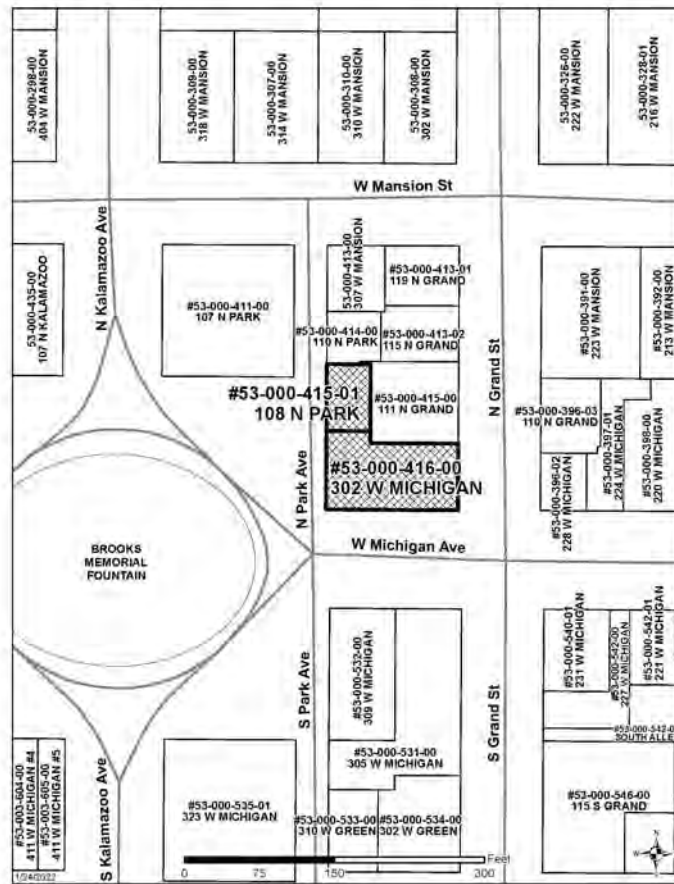 53-000-298-00
404 W MANSION
53-000-309-00
318 W MANSION
53-000-307-00
314 W MANSION
53-000-310-00
310 W MANSION
53-000-308-00
302 W MANSION
53-000-326-00
222 W MANSION
53-000-328-01
216 W MANSION
W Mansion St
N Kalamazoo Ave
53-000-435-00
107 N KALAMAZOO
#53-000-411-00
107 N PARK
53-000-413-00
307 W MANSION
#53-000-413-01
119 N GRAND
#53-000-414-00
110 N PARK
#53-000-413-02
115 N GRAND
N Grand St
#53-000-391-00
223 W MANSION
#53-000-392-00
213 W MANSION
#53-000-415-01
108 N PARK
#53-000-415-00
111 N GRAND
#53-000-396-03
110 N GRAND
#53-000-397-01
224 W MICHIGAN
#53-000-398-00
220 W MICHIGAN
#53-000-396-02
228 W MICHIGAN
#53-000-416-00
302 W MICHIGAN
N Park Ave
W Michigan Ave
BROOKS
MEMORIAL
FOUNTAIN
S Park Ave
#53-000-532-00
309 W MICHIGAN
S Grand St
#53-000-540-01
231 W MICHIGAN
#53-000-542-00
227 W MICHIGAN
#53-000-542-01
221 W MICHIGAN
#53-000-542-0
SOUTH ALLE
#53-000-531-00
305 W MICHIGAN
S Kalamazoo Ave
#53-003-604-00
411 W MICHIGAN #4
#53-003-605-00
411 W MICHIGAN #5
#53-000-535-01
323 W MICHIGAN
#53-000-533-00
310 W GREEN
#53-000-534-00
302 W GREEN
#53-000-546-00
115 S GRAND
N
W E
S
Feet
0 75 150 300
1/24/2022